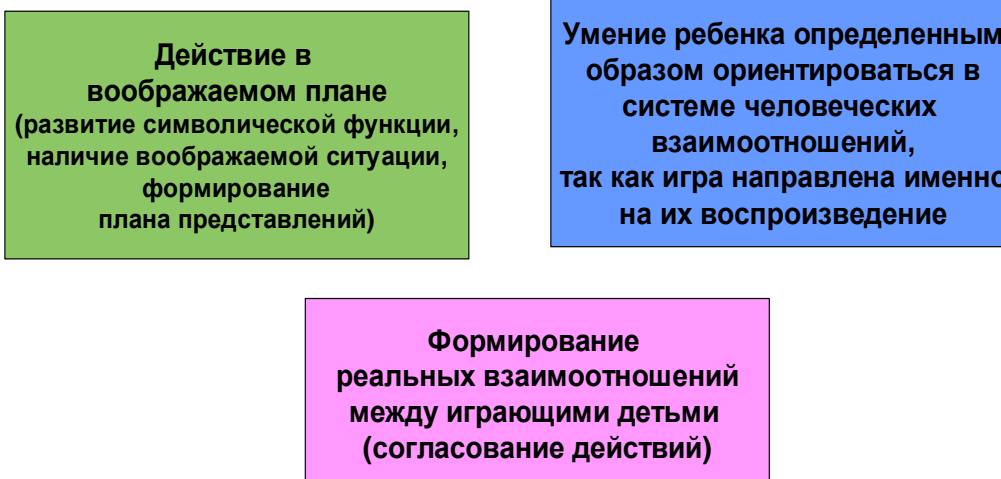 Действие в
воображаемом плане
(развитие символической функции,
наличие воображаемой ситуации,
формирование
плана представлений)
Умение ребенка определенным
образом ориентироваться в
системе человеческих
взаимоотношений,
так как игра направлена именно
на их воспроизведение
Формирование
реальных взаимоотношений
между играющими детьми
(согласование действий)